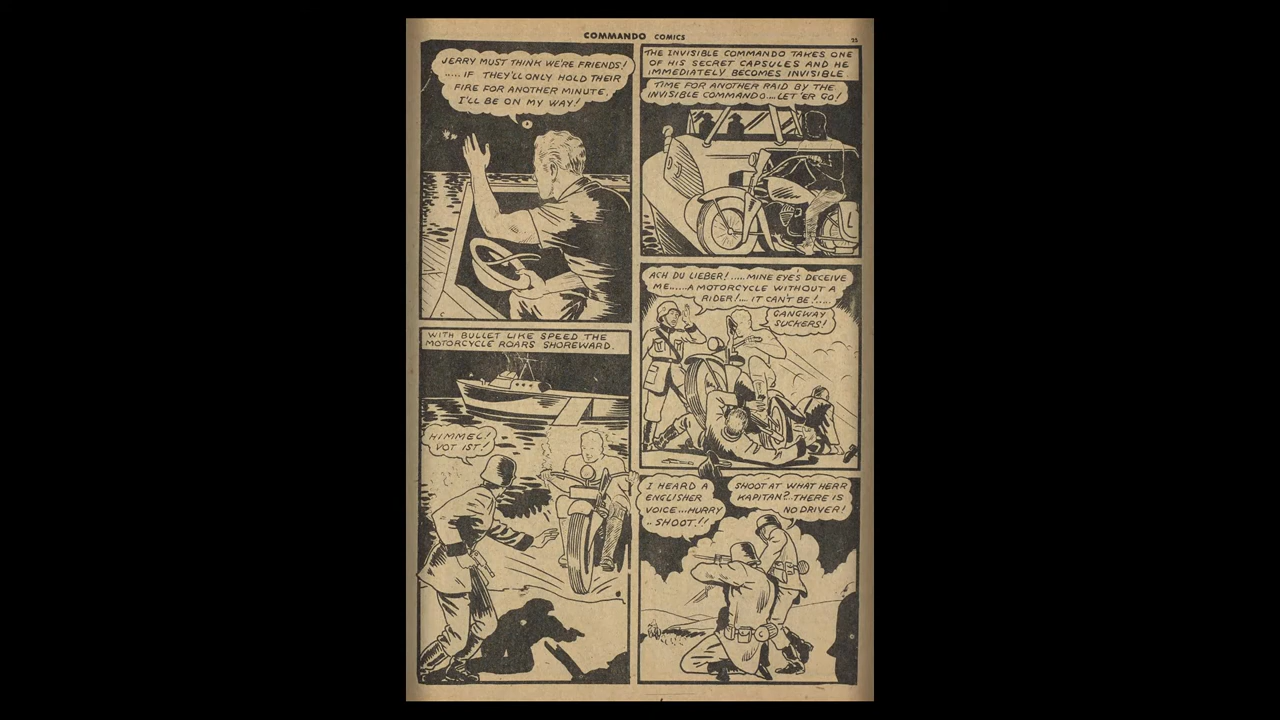 COMMANDO COMICS
25
JERRY MUST THINK WE'RE FRIENDS!
..... IF THEY'LL ONLY HOLD THEIR
FIRE FOR ANOTHER MINUTE,
I'LL BE ON MY WAY!
THE INVISIBLE COMMANDO TAKES ONE
OF HIS SECRET CAPSULES AND HE
IMMEDIATELY BECOMES INVISIBLE.
TIME FOR ANOTHER RAID BY THE
INVISIBLE COMMANDO....LET'ER GO!
ACH DU LIEBER!.....MINE EYE'S DECEIVE
ME......A MOTORCYCLE WITHOUT A
RIDER!... IT CAN'T BE!.....
GANGWAY
SUCKERS!
WITH BULLET LIKE SPEED THE
MOTORCYCLE ROARS SHOREWARD.
HIMMEL!
VOT IST!
I HEARD A
ENGLISHER
VOICE...HURRY
.. SHOOT!!
SHOOT AT WHAT HERR
KAPITAN?..THERE IS
NO DRIVER!